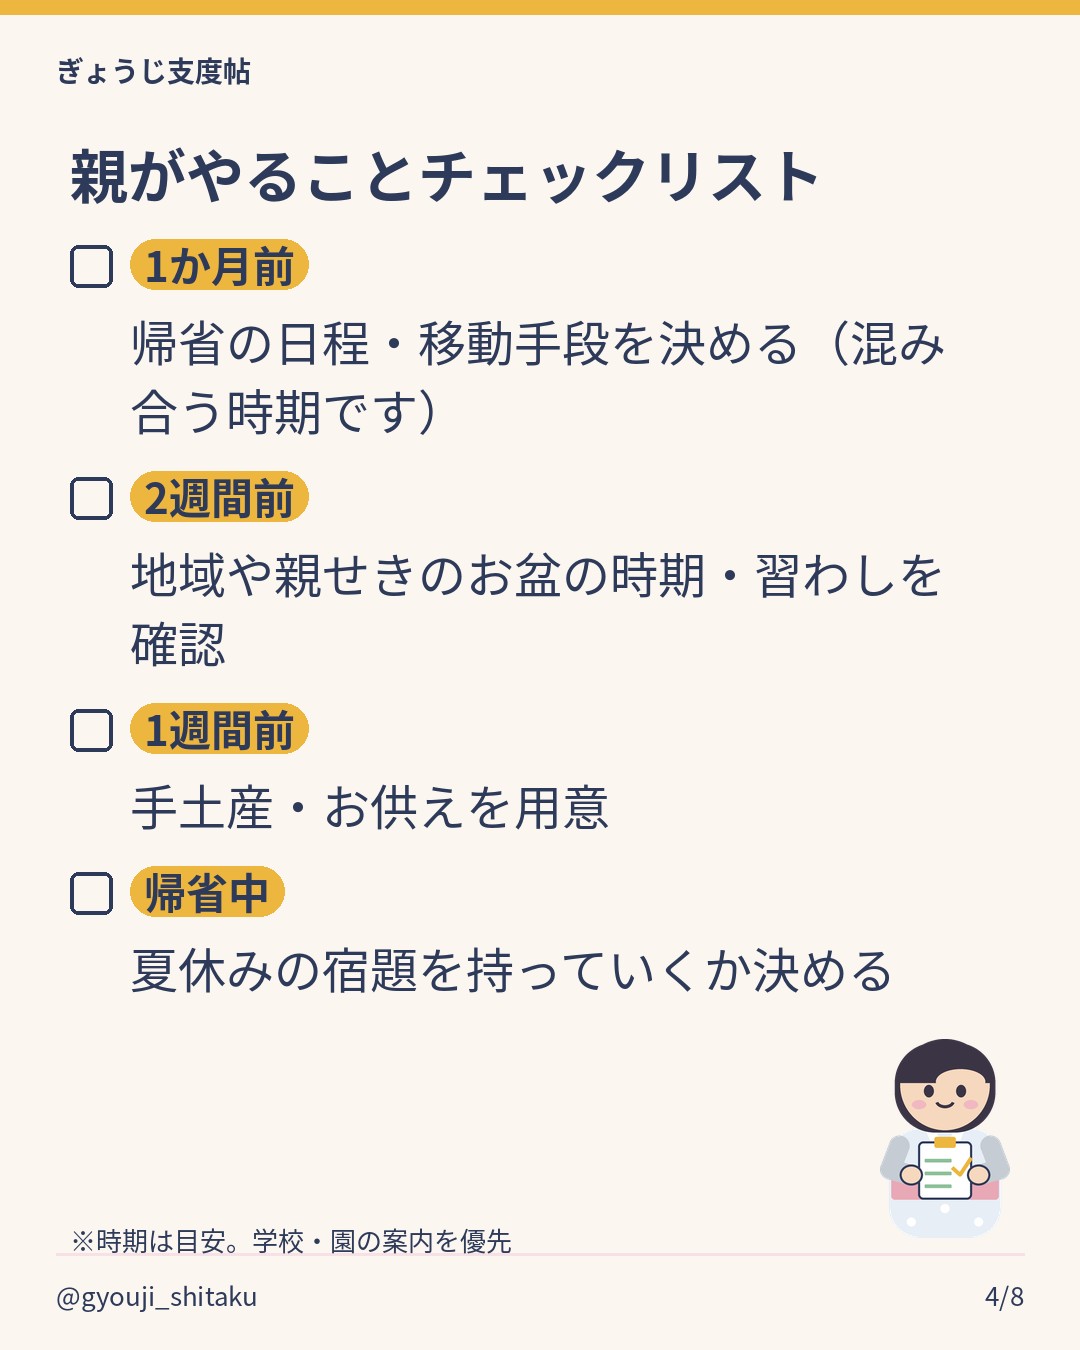 ぎょうじ支度帖
親がやることチェックリスト
1か月前
帰省の日程・移動手段を決める（混み
合う時期です）
2週間前
地域や親せきのお盆の時期・習わしを
確認
1週間前
手土産・お供えを用意
帰省中
夏休みの宿題を持っていくか決める
※時期は目安。学校・園の案内を優先
@gyouji_shitaku
4/8